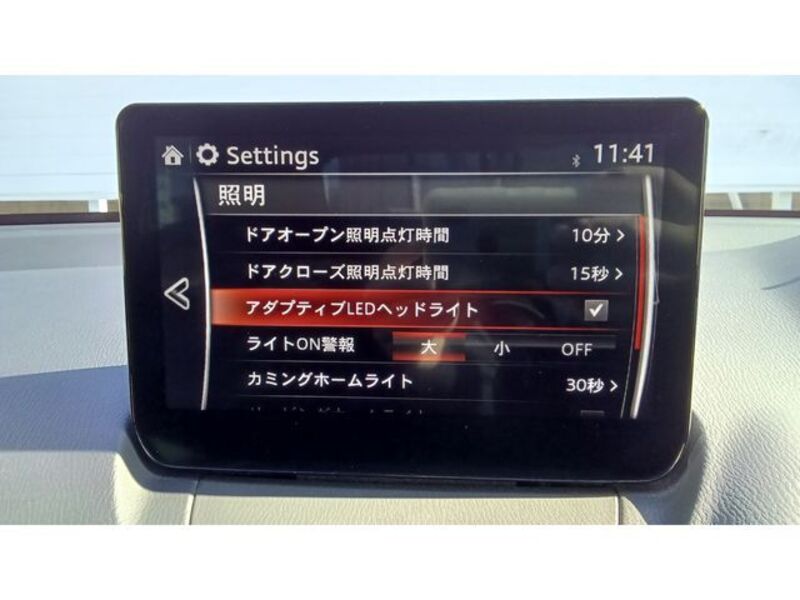 Settings 11:41
照明
ドアオープン照明点灯時間 10分
ドアクローズ照明点灯時間 15秒
アダプティブLEDヘッドライト
ライトON警報 大 小 OFF
カミングホームライト 30秒